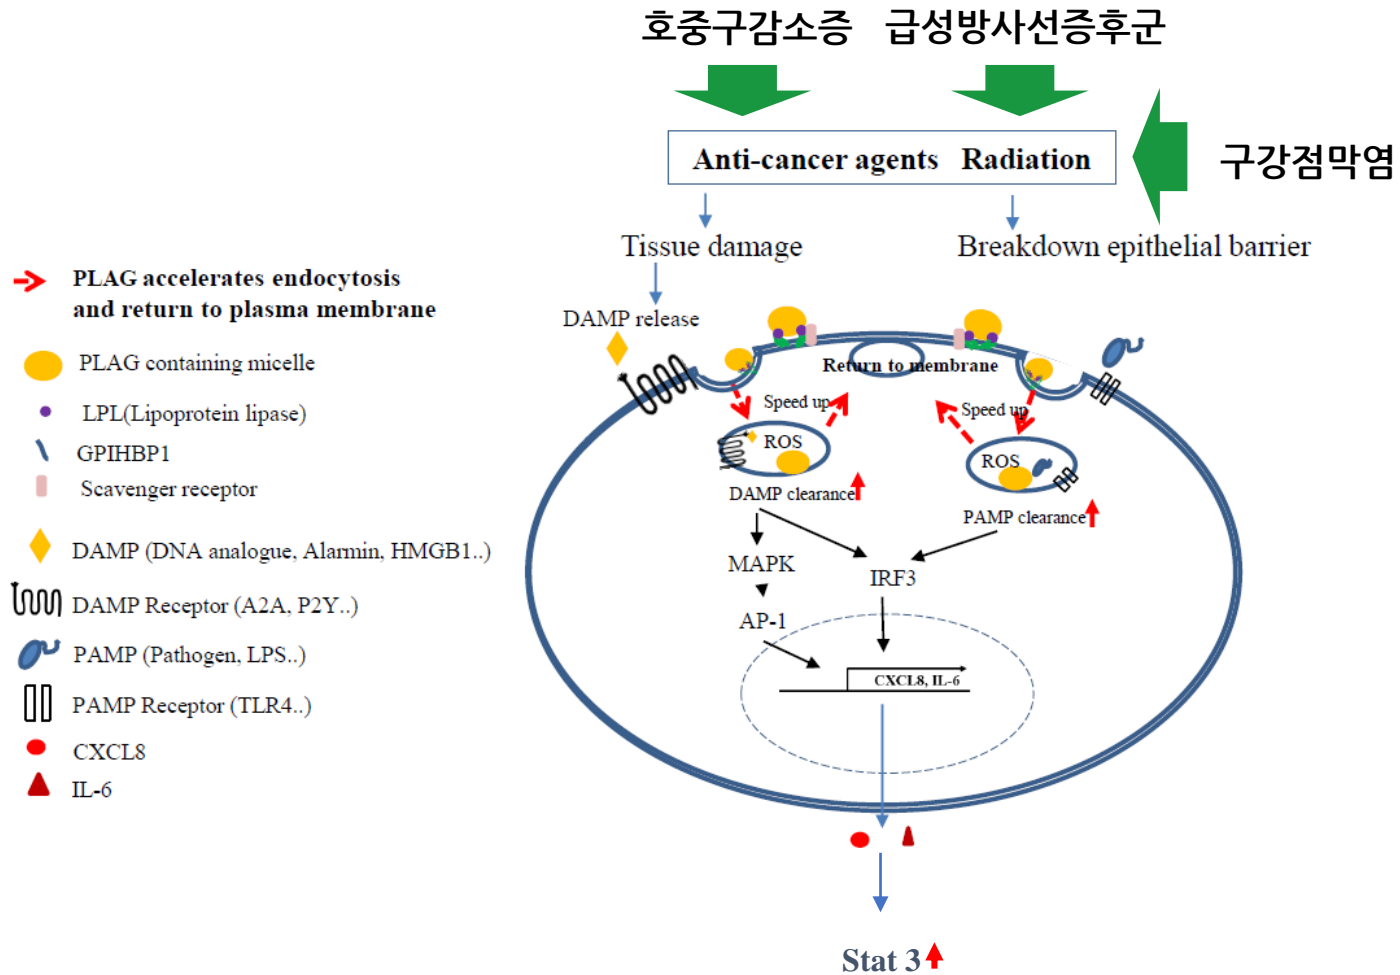 호중구감소증 급성방사선증후군
Anti-cancer agents Radiation
구강점막염
Tissue damage
Breakdown epithelial barrier
PLAG accelerates endocytosis
and return to plasma membrane
DAMP release
PLAG containing micelle
Return to membrane
LPL(Lipoprotein lipase)
Speed up
Speed up
GPIHBP1
ROS
ROS
Scavenger receptor
DAMP clearance
PAMP clearance
DAMP (DNA analogue, Alarmin, HMGB1..)
MAPK
IRF3
DAMP Receptor (A2A, P2Y..)
AP-1
PAMP (Pathogen, LPS..)
CXCL8, IL-6
PAMP Receptor (TLR4..)
CXCL8
IL-6
Stat 3